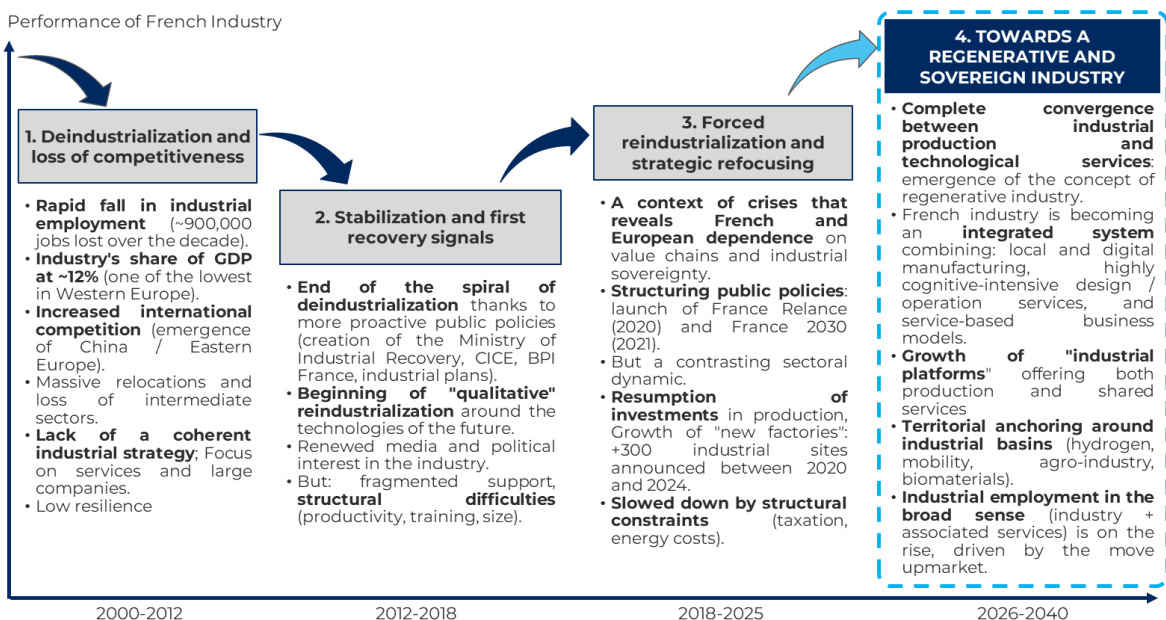 Performance of French Industry
1. Deindustrialization and
loss of competitiveness
• Rapid fall in industrial
employment (~900,000
jobs lost over the decade).
• Industry's share of GDP
at ~12% (one of the lowest
in Western Europe).
• Increased international
competition (emergence
of China / Eastern
Europe).
• Massive relocations and
loss of intermediate
sectors.
• Lack of a coherent
industrial strategy; Focus
on services and large
companies.
• Low resilience
2. Stabilization and first
recovery signals
• End of the spiral of
deindustrialization thanks to
more proactive public policies
(creation of the Ministry of
Industrial Recovery, CICE, BPI
France, industrial plans).
• Beginning of "qualitative"
reindustrialization around the
technologies of the future.
• Renewed media and political
interest in the industry.
• But: fragmented support,
structural difficulties
(productivity, training, size).
3. Forced
reindustrialization and
strategic refocusing
• A context of crises that
reveals French and
European dependence on
value chains and industrial
sovereignty.
• Structuring public policies:
launch of France Relance
(2020) and France 2030
(2021).
• But a contrasting sectoral
dynamic.
• Resumption of
investments in production,
Growth of "new factories":
+300 industrial sites
announced between 2020
and 2024.
• Slowed down by structural
constraints (taxation,
energy costs).
4. TOWARDS A
REGENERATIVE AND
SOVEREIGN INDUSTRY
• Complete convergence
between industrial
production and
technological services:
emergence of the concept of
regenerative industry.
• French industry is becoming
an integrated system
combining: local and digital
manufacturing, highly
cognitive-intensive design /
operation services, and
service-based business
models.
• Growth of "industrial
platforms" offering both
production and shared
services
• Territorial anchoring around
industrial basins (hydrogen,
mobility, agro-industry,
biomaterials).
• Industrial employment in the
broad sense (industry +
associated services) is on the
rise, driven by the move
upmarket.
2000-2012
2012-2018
2018-2025
2026-2040